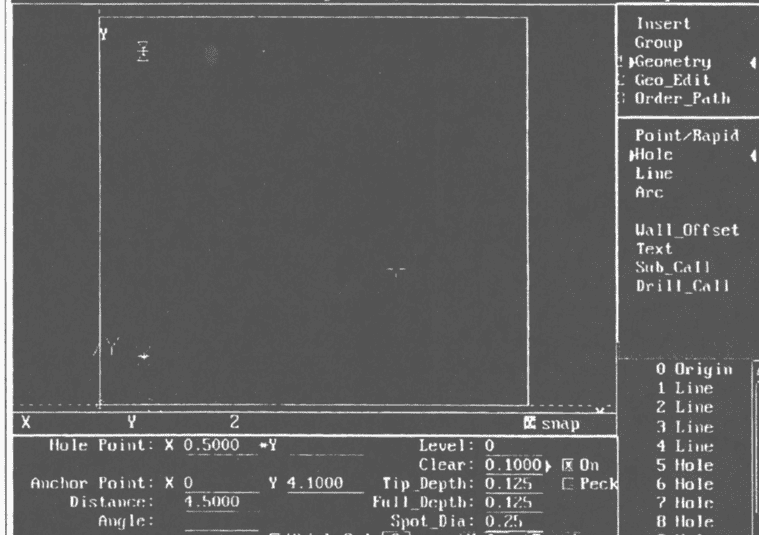 Insert
Group
Geometry
Geo_Edit
Order_Path
Point/Rapid
Hole
Line
Arc
Wall_Offset
Text
Sub_Call
Drill_Call
Y
Y
X
0 Origin
1 Line
2 Line
3 Line
4 Line
5 Hole
6 Hole
7 Hole
8 Hole
X Y Z snap
Hole Point: X 0.5000 *Y Level: 0
Clear: 0.1000 On
Anchor Point: X 0 Y 4.1000 Tip_Depth: 0.125 Peck
Distance: 4.5000 Full_Depth: 0.125
Angle: Spot_Dia: 0.25